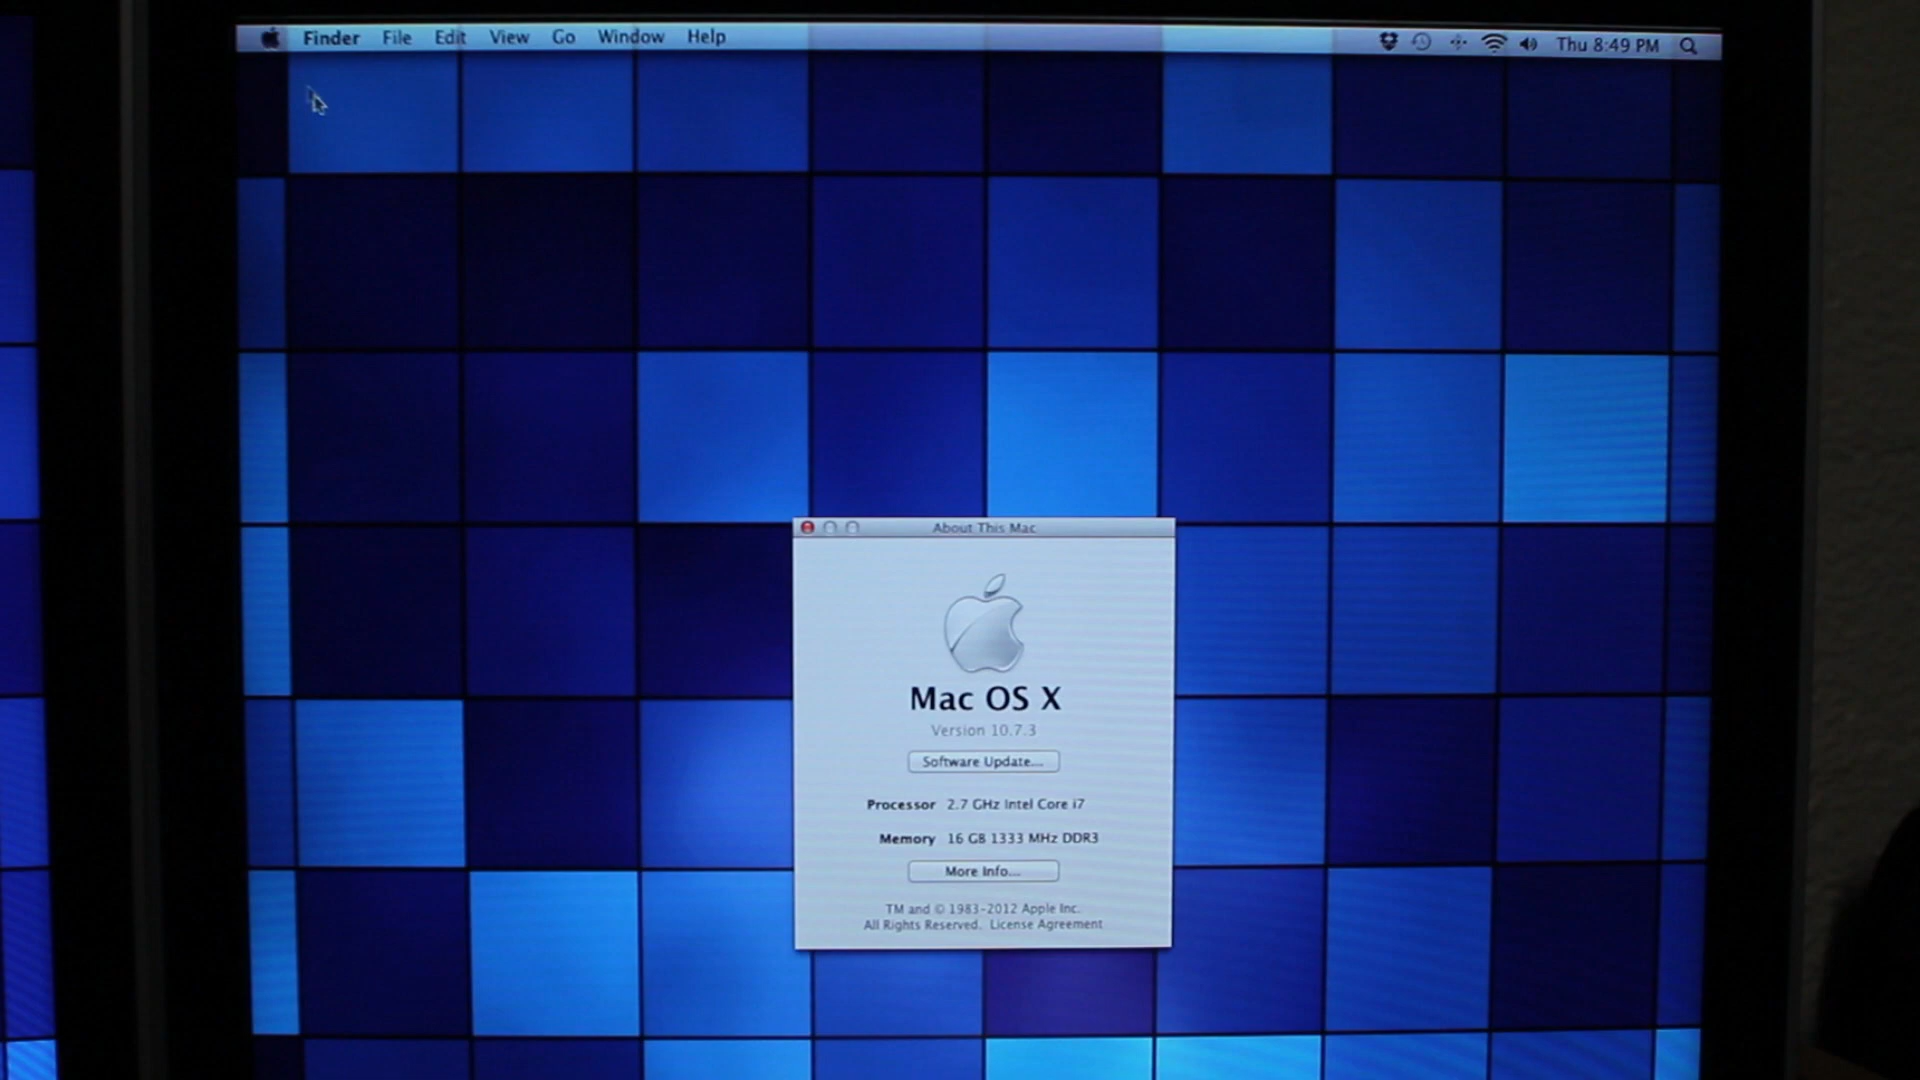 Finder File Edit View Go Window Help Thu 8:49 PM
About This Mac
Mac OS X
Version 10.7.3
Software Update...
Processor 2.7 GHz Intel Core i7
Memory 16 GB 1333 MHz DDR3
More Info...
TM and © 1983-2012 Apple Inc.
All Rights Reserved. License Agreement